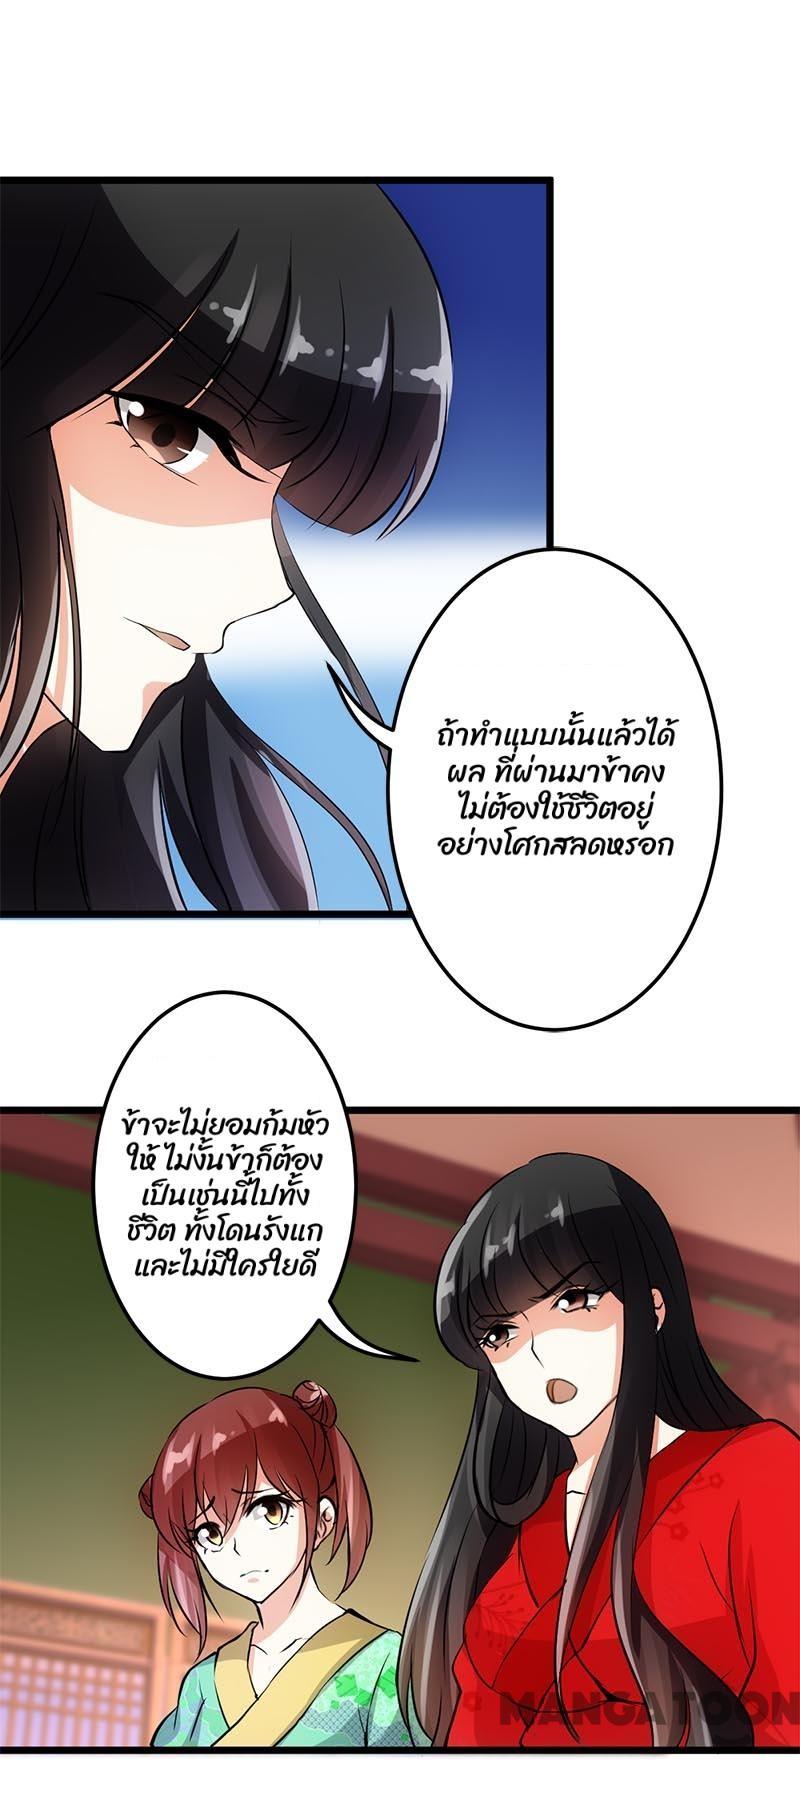 ถ้าทำแบบนั้นแล้วได้
ผล ที่ผ่านมาข้าคง
ไม่ต้องใช้ชีวิตอยู่
อย่างโศกสลดหรอก
ข้าจะไม่ยอมก้มหัว
ให้ ไม่งั้นข้าก็ต้อง
เป็นเช่นนี้ไปทั้ง
ชีวิต ทั้งโดนรังแก
และไม่มีใครใยดี
MANGATOON